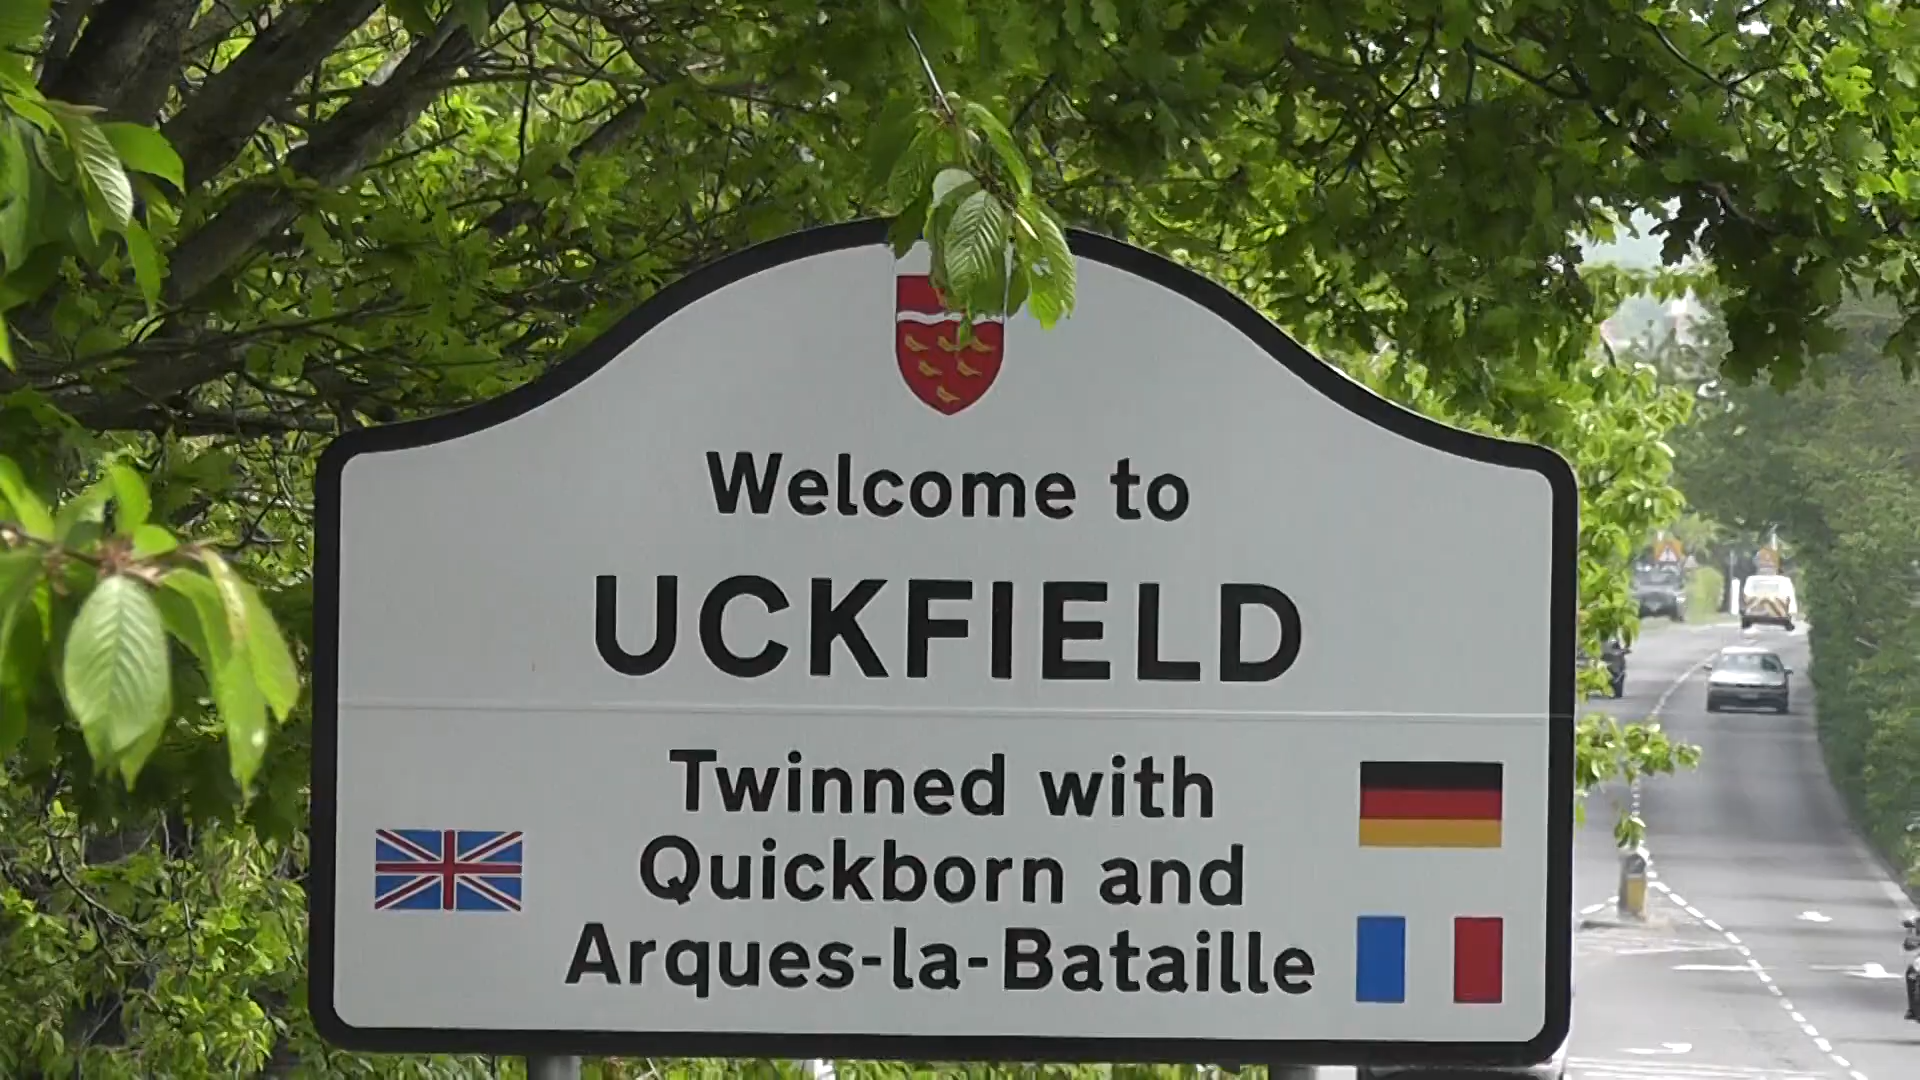 Welcome to
UCKFIELD
Twinned with
Quickborn and
Arques-la-Bataille